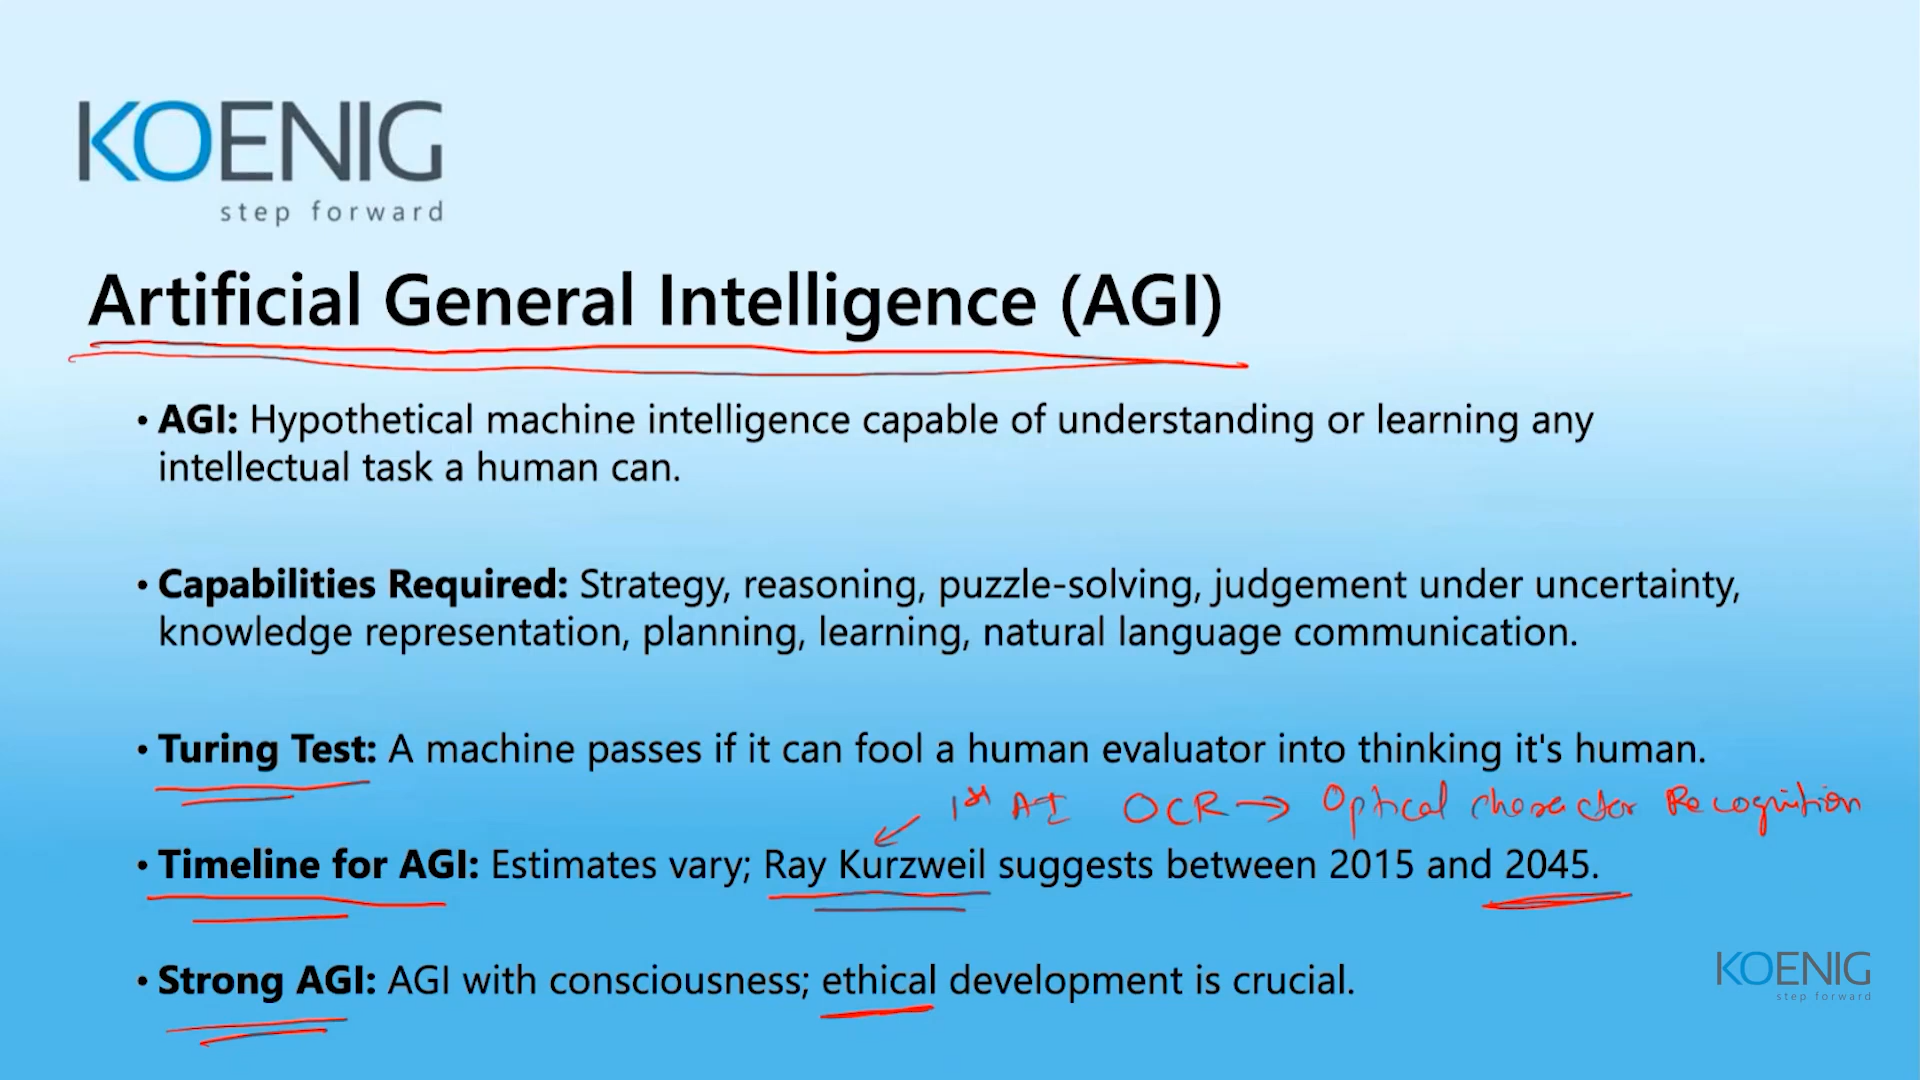 KOENIG
step forward
Artificial General Intelligence (AGI)
• AGI: Hypothetical machine intelligence capable of understanding or learning any
intellectual task a human can.
• Capabilities Required: Strategy, reasoning, puzzle-solving, judgement under uncertainty,
knowledge representation, planning, learning, natural language communication.
• Turing Test: A machine passes if it can fool a human evaluator into thinking it's human.
1st AI OCR → Optical character Recognition
• Timeline for AGI: Estimates vary; Ray Kurzweil suggests between 2015 and 2045.
• Strong AGI: AGI with consciousness; ethical development is crucial.
KOENIG
step forward